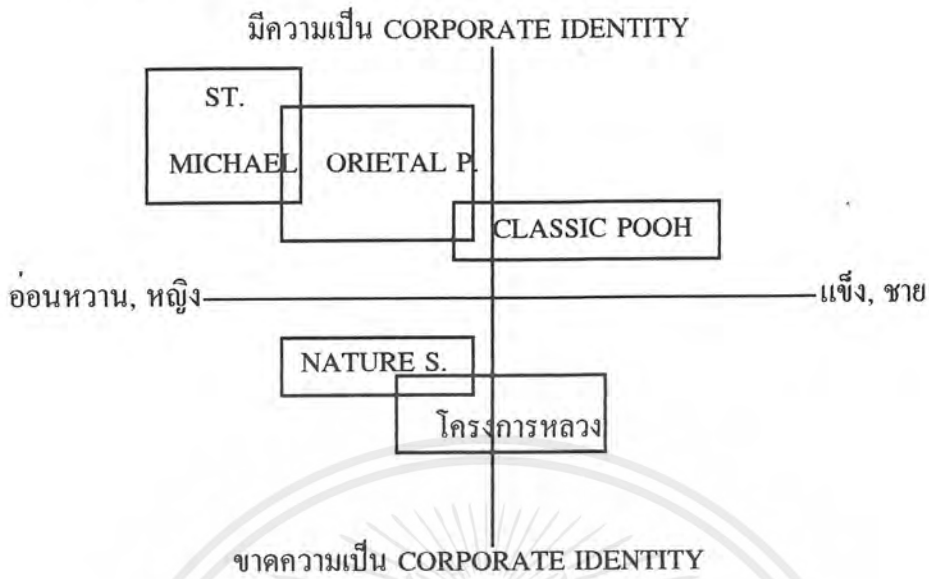 มีความเป็น CORPORATE IDENTITY
ST.
MICHAEL
ORIETAL P.
CLASSIC POOH
อ่อนหวาน, หญิง
แข็ง, ชาย
NATURE S.
โครงการหลวง
ขาดความเป็น CORPORATE IDENTITY